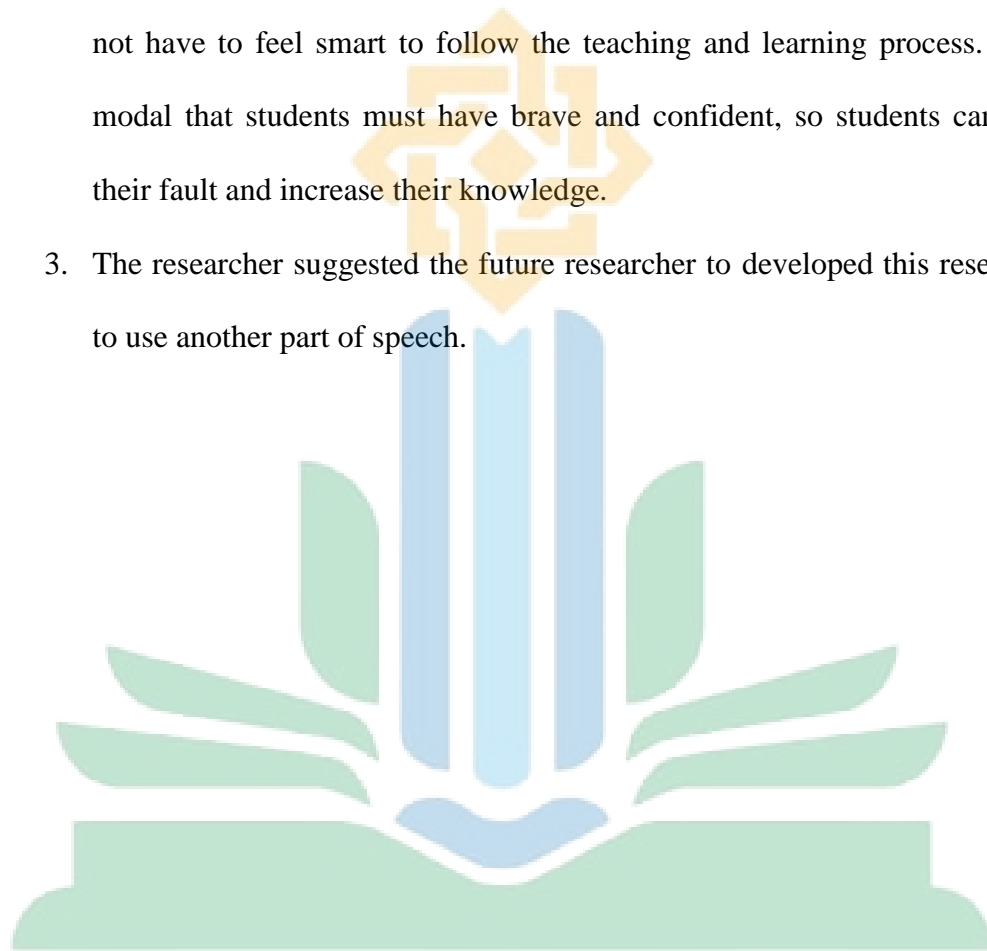 not have to feel smart to follow the teaching and learning process.
modal that students must have brave and confident, so students
their fault and increase their knowledge.
3. The researcher suggested the future researcher to developed this
to use another part of speech.